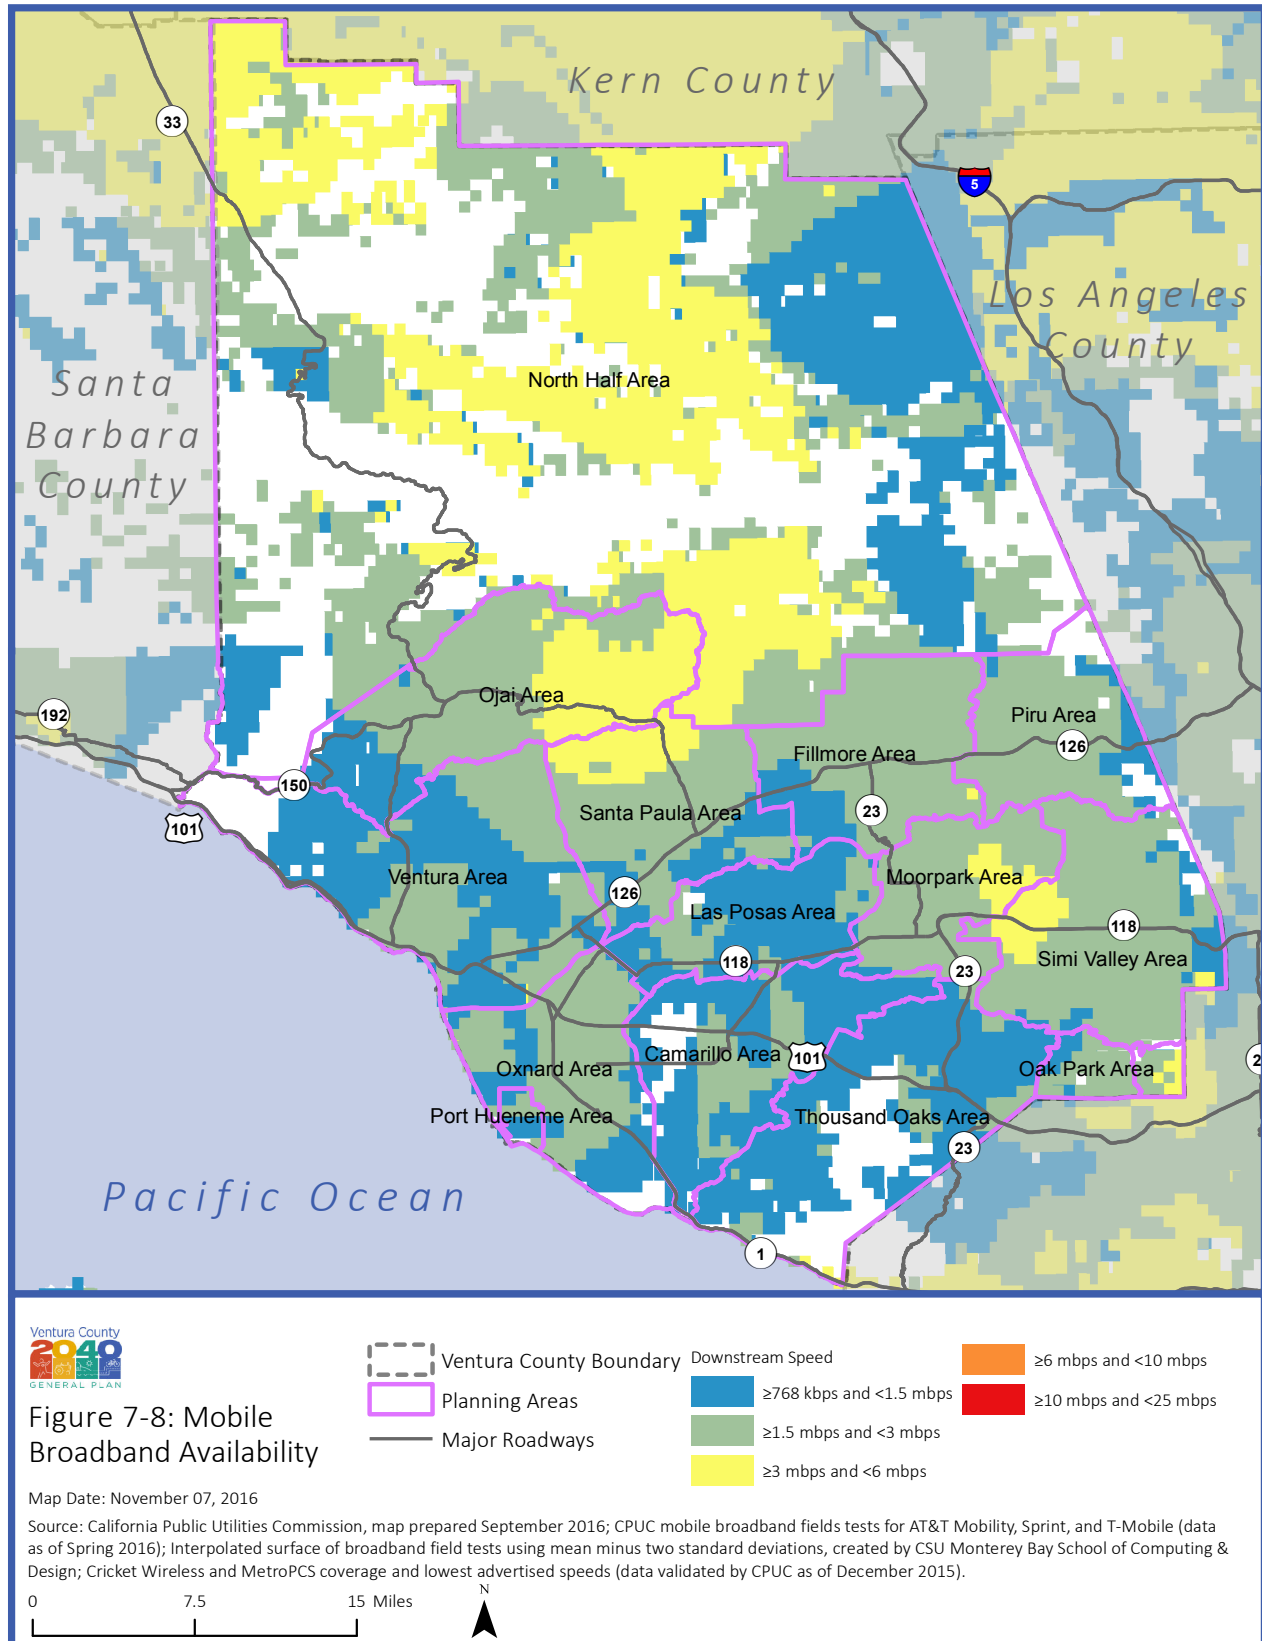 Kern County
33
5
Los Angeles
County
Santa
Barbara
County
North Half Area
Ojai Area
Piru Area
192
126
Fillmore Area
150
101
Santa Paula Area
23
Ventura Area
126
Moorpark Area
Las Posas Area
118
118
Simi Valley Area
23
Camarillo Area
101
2
Oxnard Area
Oak Park Area
Port Hueneme Area
Thousand Oaks Area
23
Pacific Ocean
1
Ventura County
2040
GENERAL PLAN
Figure 7-8: Mobile
Broadband Availability
Ventura County Boundary
Planning Areas
Major Roadways
Downstream Speed
≥768 kbps and <1.5 mbps
≥1.5 mbps and <3 mbps
≥3 mbps and <6 mbps
≥6 mbps and <10 mbps
≥10 mbps and <25 mbps
Map Date: November 07, 2016
Source: California Public Utilities Commission, map prepared September 2016; CPUC mobile broadband fields tests for AT&T Mobility, Sprint, and T-Mobile (data
as of Spring 2016); Interpolated surface of broadband field tests using mean minus two standard deviations, created by CSU Monterey Bay School of Computing &
Design; Cricket Wireless and MetroPCS coverage and lowest advertised speeds (data validated by CPUC as of December 2015).
0 7.5 15 Miles
N